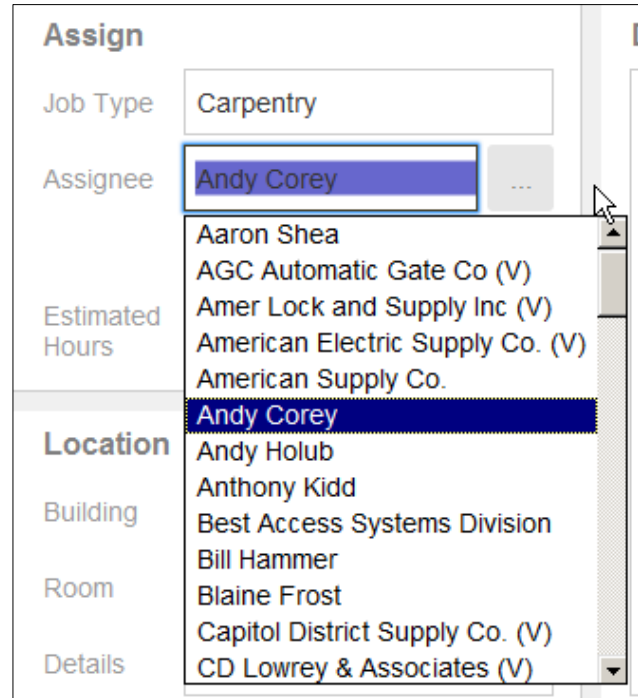 Assign
Job Type Carpentry
Assignee Andy Corey ...
Aaron Shea
AGC Automatic Gate Co (V)
Amer Lock and Supply Inc (V)
Estimated Hours
American Electric Supply Co. (V)
American Supply Co.
Andy Corey
Location
Andy Holub
Anthony Kidd
Building
Best Access Systems Division
Bill Hammer
Room
Blaine Frost
Capitol District Supply Co. (V)
Details
CD Lowrey & Associates (V)